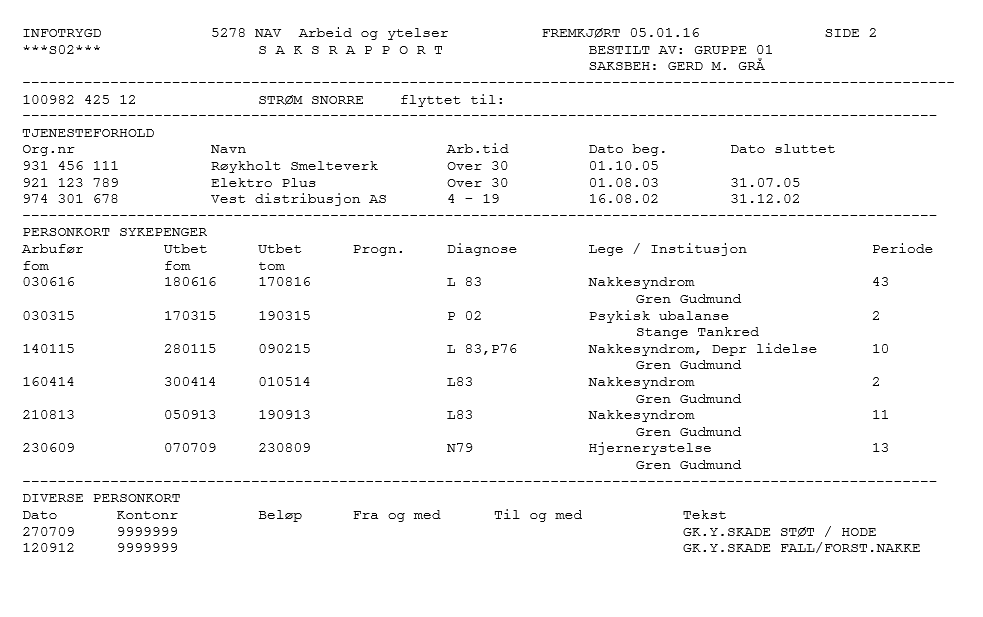 INFOTRYGD 5278 NAV Arbeid og ytelser FREMKJØRT 05.01.16 SIDE 2
***S02*** S A K S R A P P O R T BESTILT AV: GRUPPE 01
SAKSBEH: GERD M. GRÅ
100982 425 12 STRØM SNORRE flyttet til:
TJENESTEFORHOLD
Org.nr Navn Arb.tid Dato beg. Dato sluttet
931 456 111 Røykholt Smelteverk Over 30 01.10.05
921 123 789 Elektro Plus Over 30 01.08.03 31.07.05
974 301 678 Vest distribusjon AS 4 - 19 16.08.02 31.12.02
PERSONKORT SYKEPENGER
Arbufør Utbet Utbet Progn. Diagnose Lege / Institusjon Periode
fom fom tom
030616 180616 170816 L 83 Nakkesyndrom 43
Gren Gudmund
030315 170315 190315 P 02 Psykisk ubalanse 2
Stange Tankred
140115 280115 090215 L 83,P76 Nakkesyndrom, Depr lidelse 10
Gren Gudmund
160414 300414 010514 L83 Nakkesyndrom 2
Gren Gudmund
210813 050913 190913 L83 Nakkesyndrom 11
Gren Gudmund
230609 070709 230809 N79 Hjernerystelse 13
Gren Gudmund
DIVERSE PERSONKORT
Dato Kontonr Beløp Fra og med Til og med Tekst
270709 9999999 GK.Y.SKADE STØT / HODE
120912 9999999 GK.Y.SKADE FALL/FORST.NAKKE